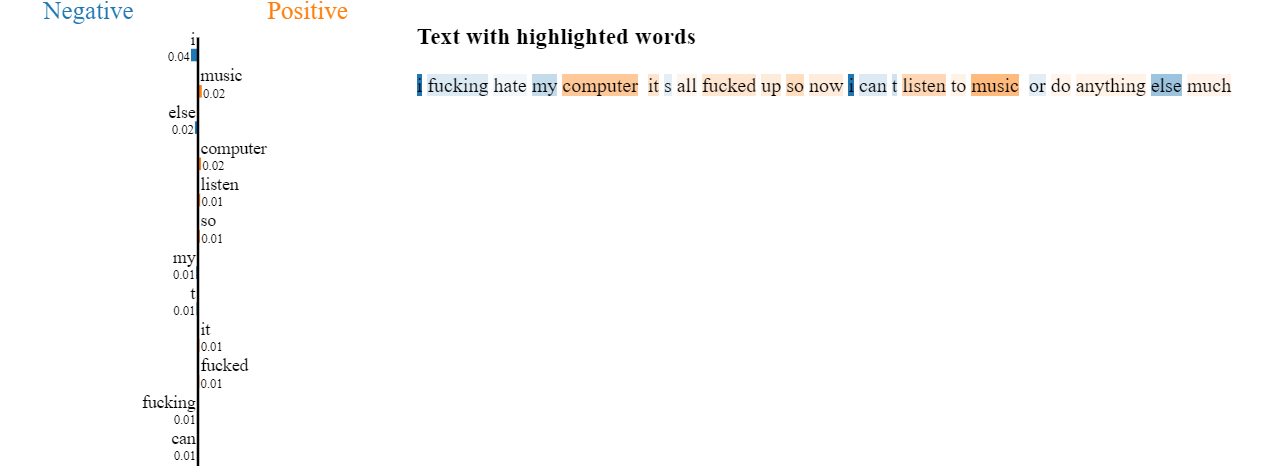 Negative Positive
Text with highlighted words
i fucking hate my computer it s all fucked up so now i can t listen to music or do anything else much
i
0.04
music
0.02
else
0.02
computer
0.02
listen
0.01
so
0.01
my
0.01
t
0.01
it
0.01
fucked
0.01
fucking
0.01
can
0.01